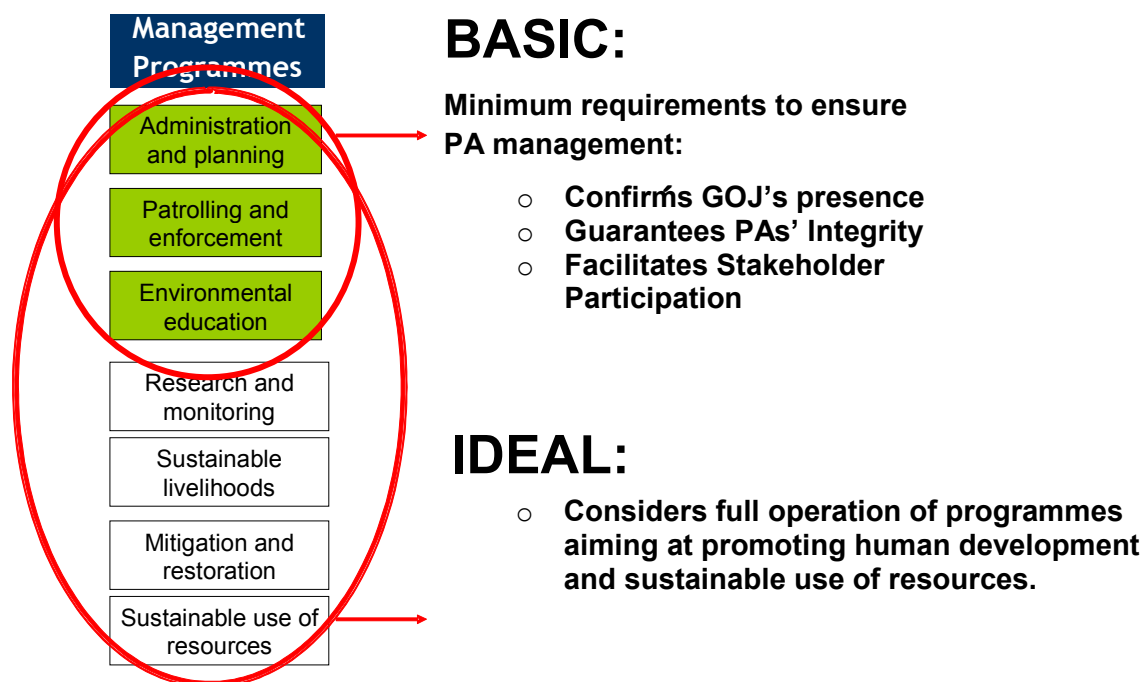 Management
Programmes
Administration
and planning
Patrolling and
enforcement
Environmental
education
Research and
monitoring
Sustainable
livelihoods
Mitigation and
restoration
Sustainable use of
resources
BASIC:
Minimum requirements to ensure
PA management:
o Confirḿs GOJ’s presence
o Guarantees PAs’ Integrity
o Facilitates Stakeholder
Participation
IDEAL:
o Considers full operation of programmes
aiming at promoting human development
and sustainable use of resources.